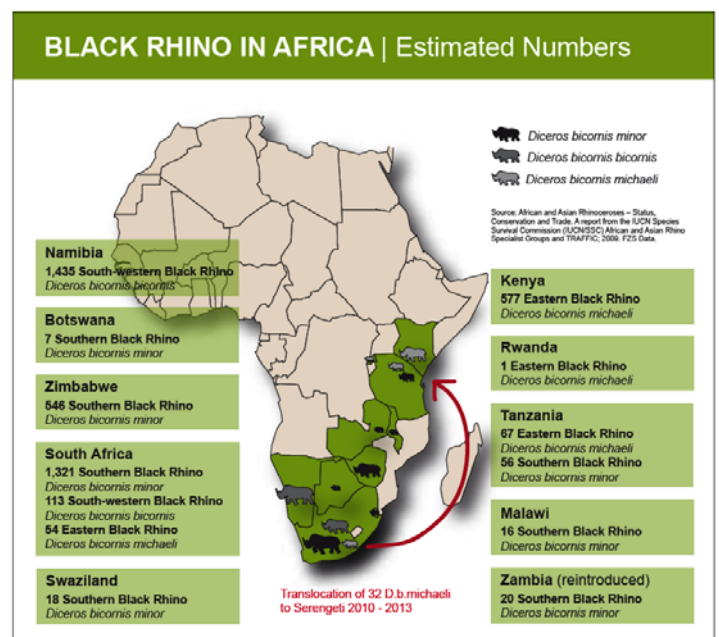 BLACK RHINO IN AFRICA | Estimated Numbers
Diceros bicornis minor
Diceros bicornis bicornis
Diceros bicornis michaeli
Source: African and Asian Rhinoceroses – Status,
Conservation and Trade. A report from the IUCN Species
Survival Commission (IUCN/SSC) African and Asian Rhino
Specialist Groups and TRAFFIC; 2009. FZS Data.
Namibia
1,435 South-western Black Rhino
Diceros bicornis bicornis
Botswana
7 Southern Black Rhino
Diceros bicornis minor
Zimbabwe
546 Southern Black Rhino
Diceros bicornis minor
South Africa
1,321 Southern Black Rhino
Diceros bicornis minor
113 South-western Black Rhino
Diceros bicornis bicornis
54 Eastern Black Rhino
Diceros bicornis michaeli
Swaziland
18 Southern Black Rhino
Diceros bicornis minor
Kenya
577 Eastern Black Rhino
Diceros bicornis michaeli
Rwanda
1 Eastern Black Rhino
Diceros bicornis michaeli
Tanzania
67 Eastern Black Rhino
Diceros bicornis michaeli
56 Southern Black Rhino
Diceros bicornis minor
Malawi
16 Southern Black Rhino
Diceros bicornis minor
Zambia (reintroduced)
20 Southern Black Rhino
Diceros bicornis minor
Translocation of 32 D.b.michaeli
to Serengeti 2010 - 2013